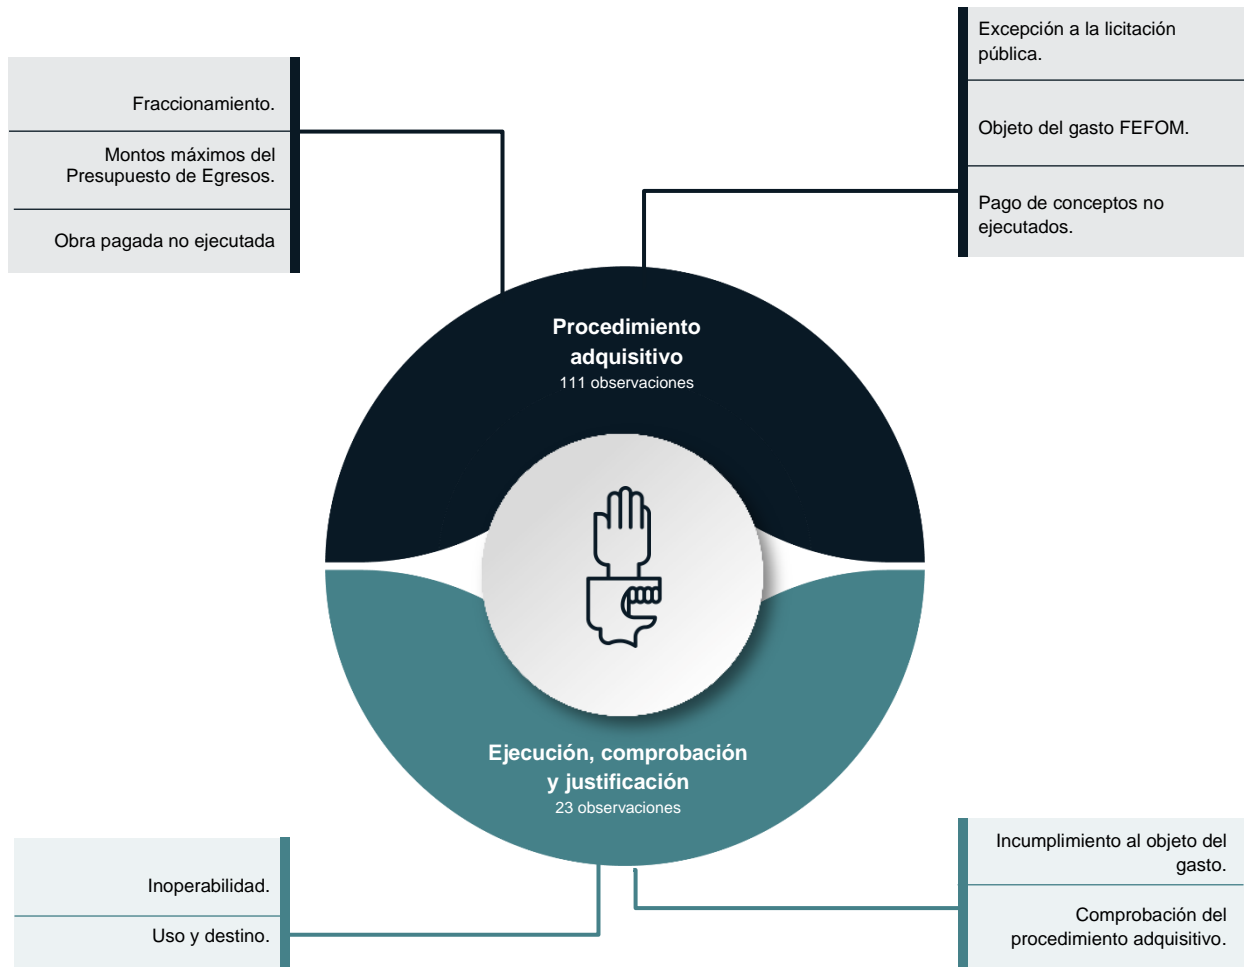 Excepción a la licitación
pública.
Objeto del gasto FEFOM.
Pago de conceptos no
ejecutados.
Fraccionamiento.
Montos máximos del
Presupuesto de Egresos.
Obra pagada no ejecutada
Procedimiento
adquisitivo
111 observaciones
Ejecución, comprobación
y justificación
23 observaciones
Inoperabilidad.
Uso y destino.
Incumplimiento al objeto del
gasto.
Comprobación del
procedimiento adquisitivo.